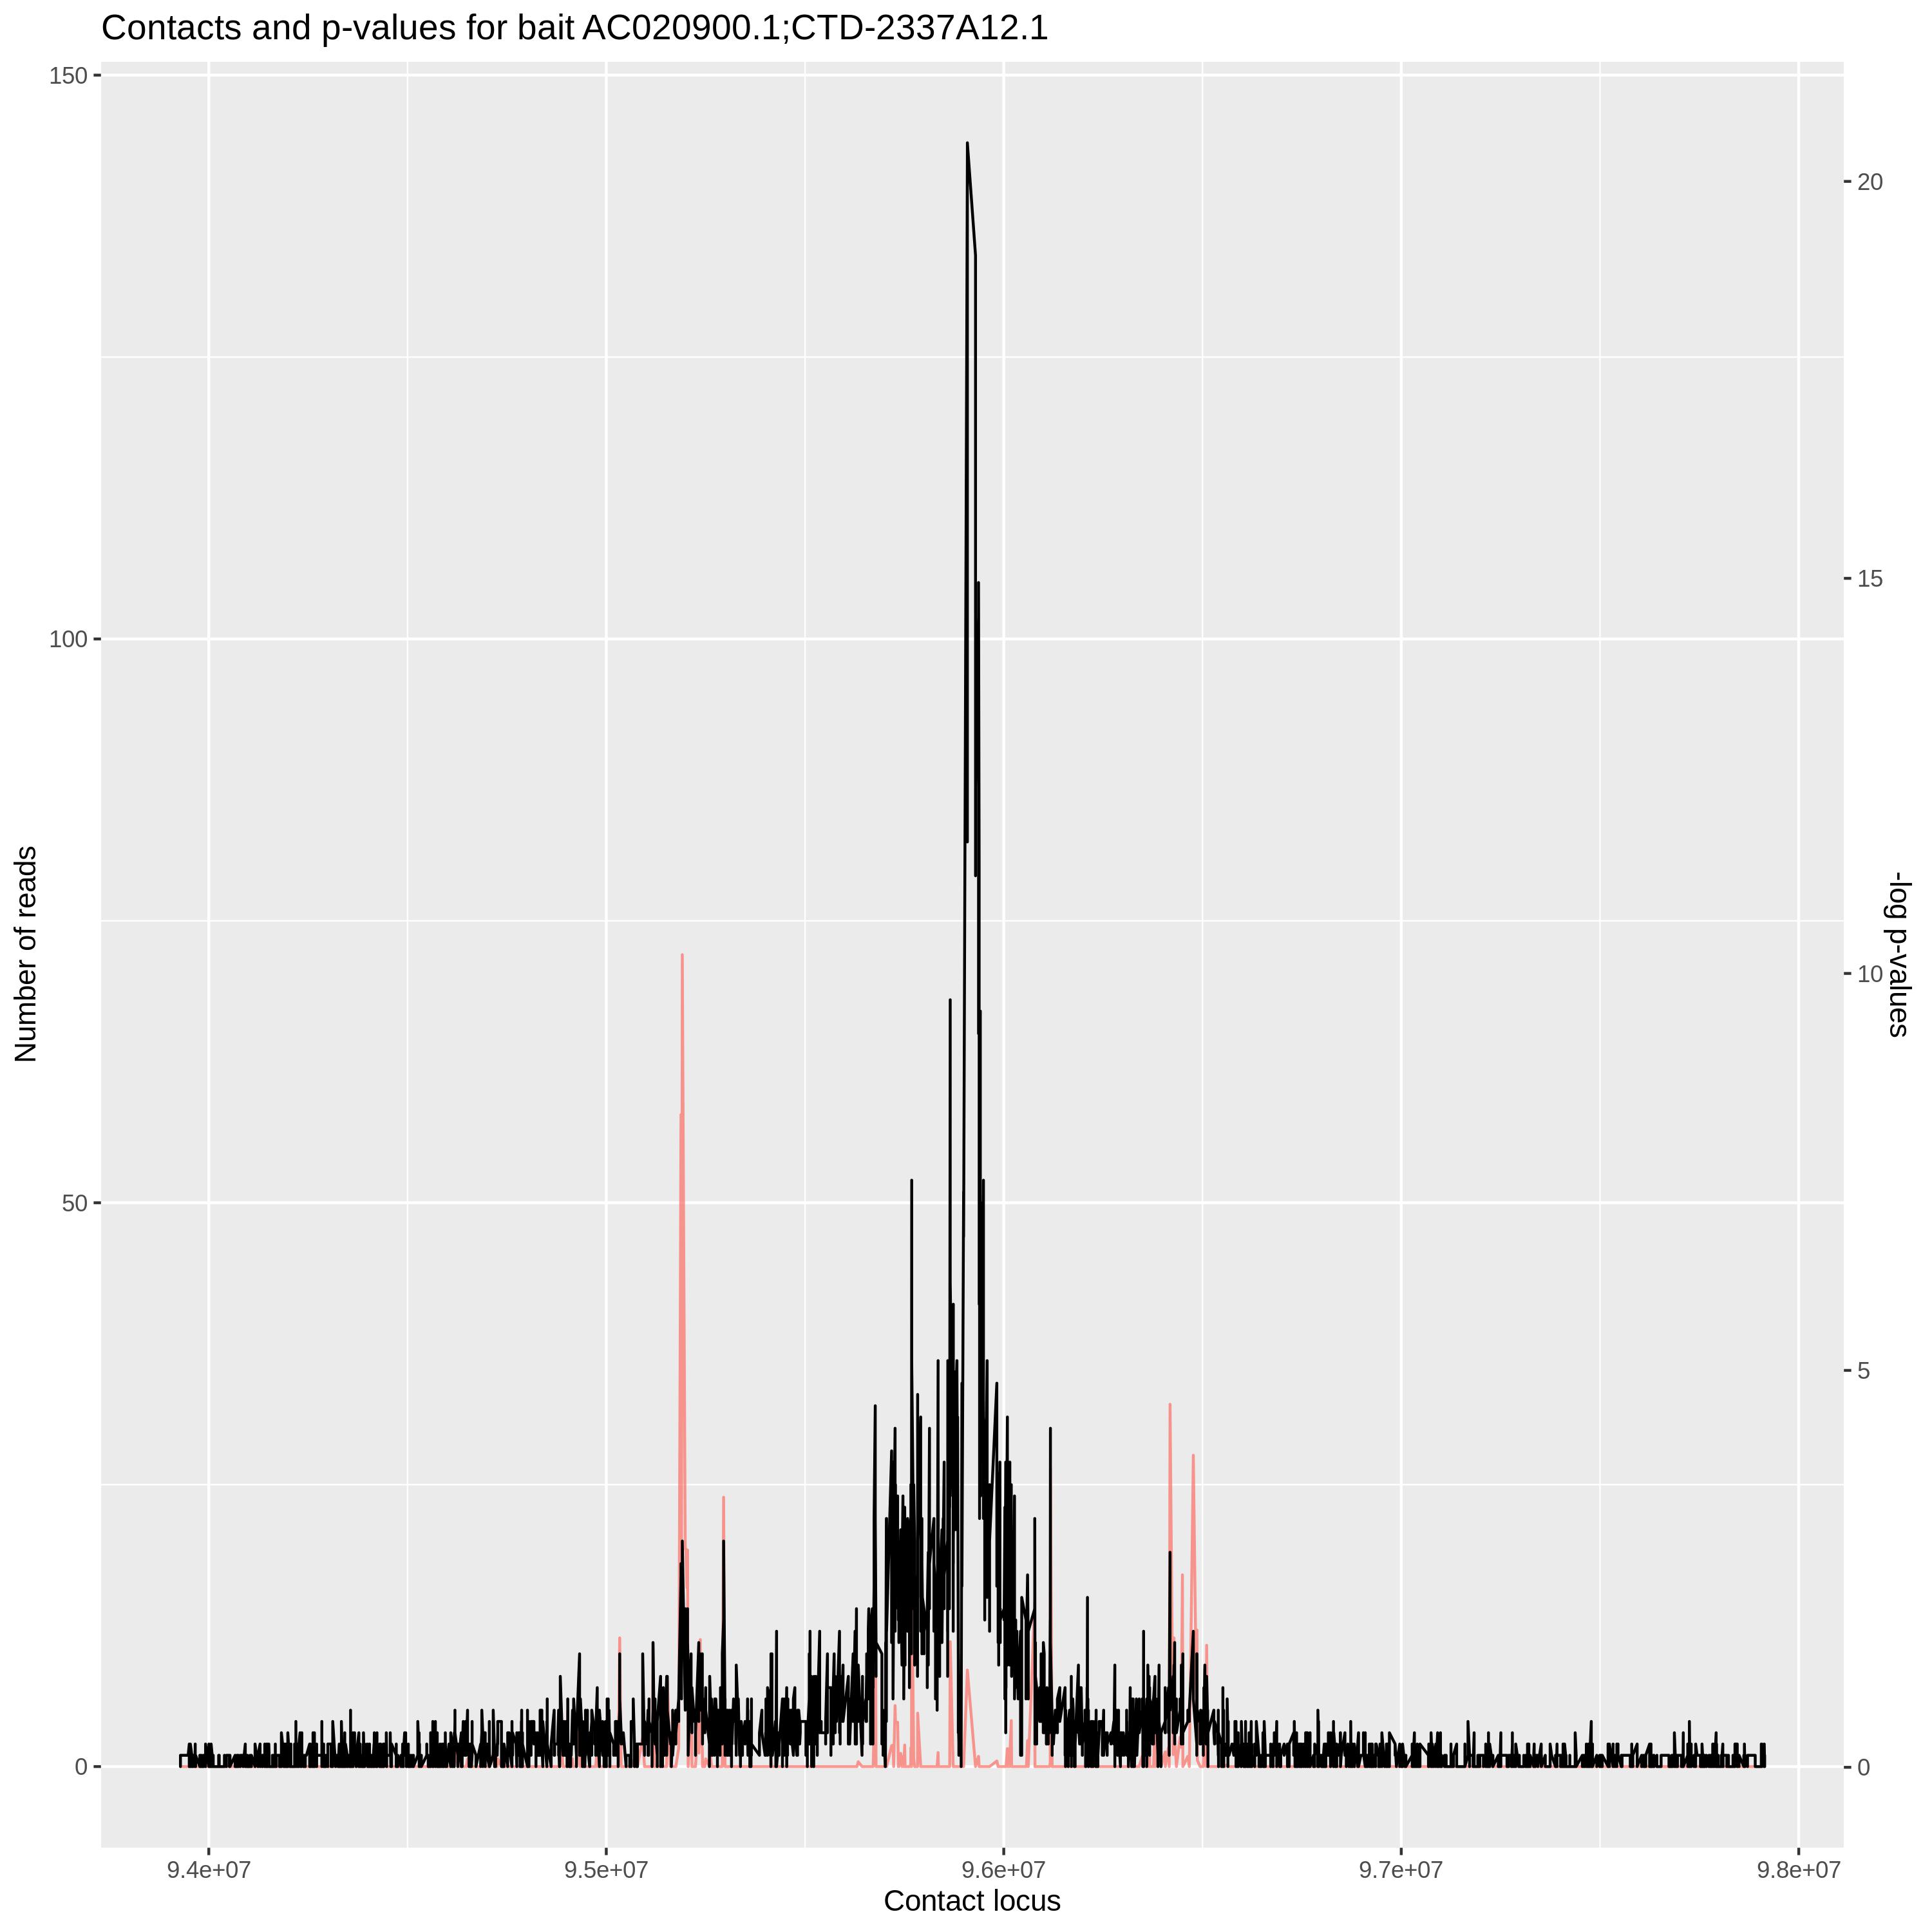 Contacts and p-values for bait AC020900.1;CTD-2337A12.1
150
100
50
0
Number of reads
20
15
10
5
0
-log p-values
9.4e+07 9.5e+07 9.6e+07 9.7e+07 9.8e+07
Contact locus